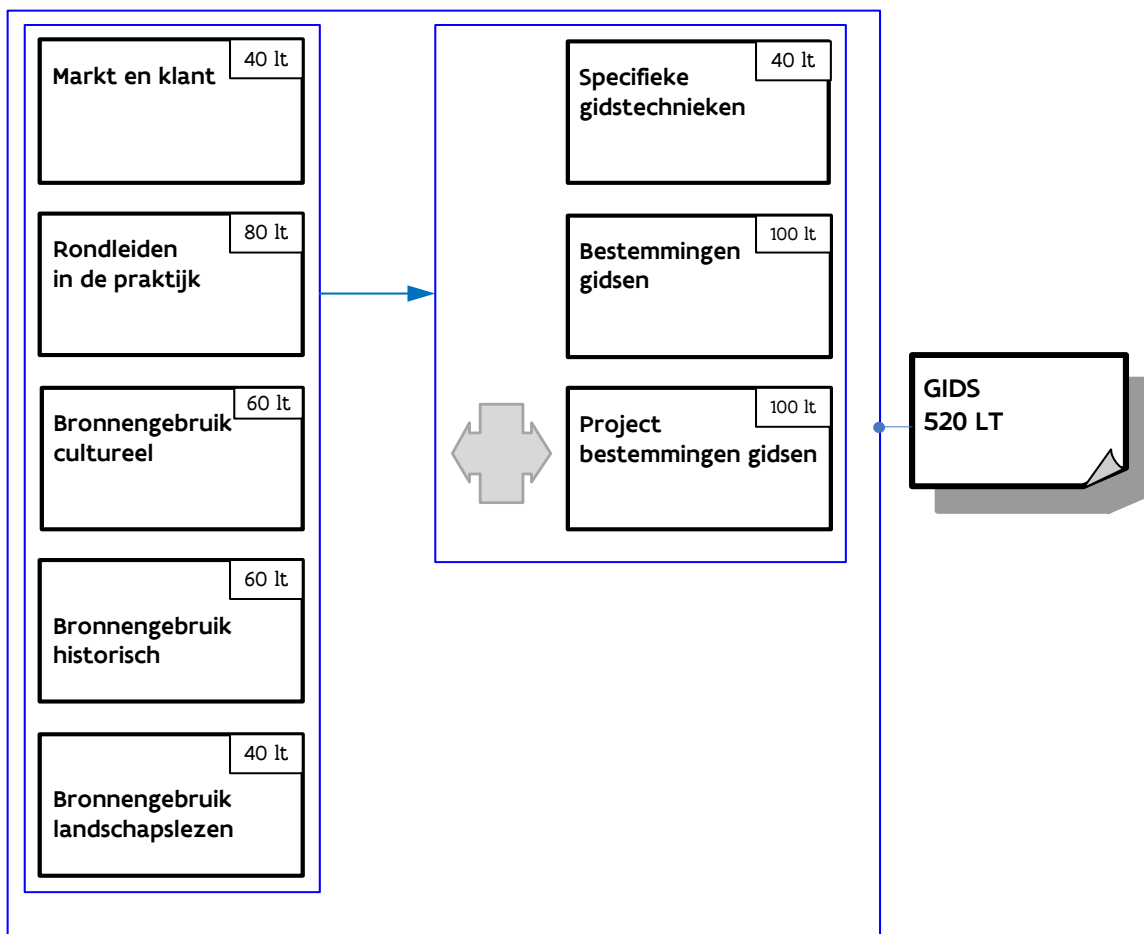 Markt en klant
40 lt
Rondleiden
in de praktijk
80 lt
Bronnengebruik
cultureel
60 lt
Bronnengebruik
historisch
60 lt
Bronnengebruik
landschapslezen
40 lt
Specifieke
gidstechnieken
40 lt
Bestemmingen
gidsen
100 lt
Project
bestemmingen gidsen
100 lt
GIDS
520 LT